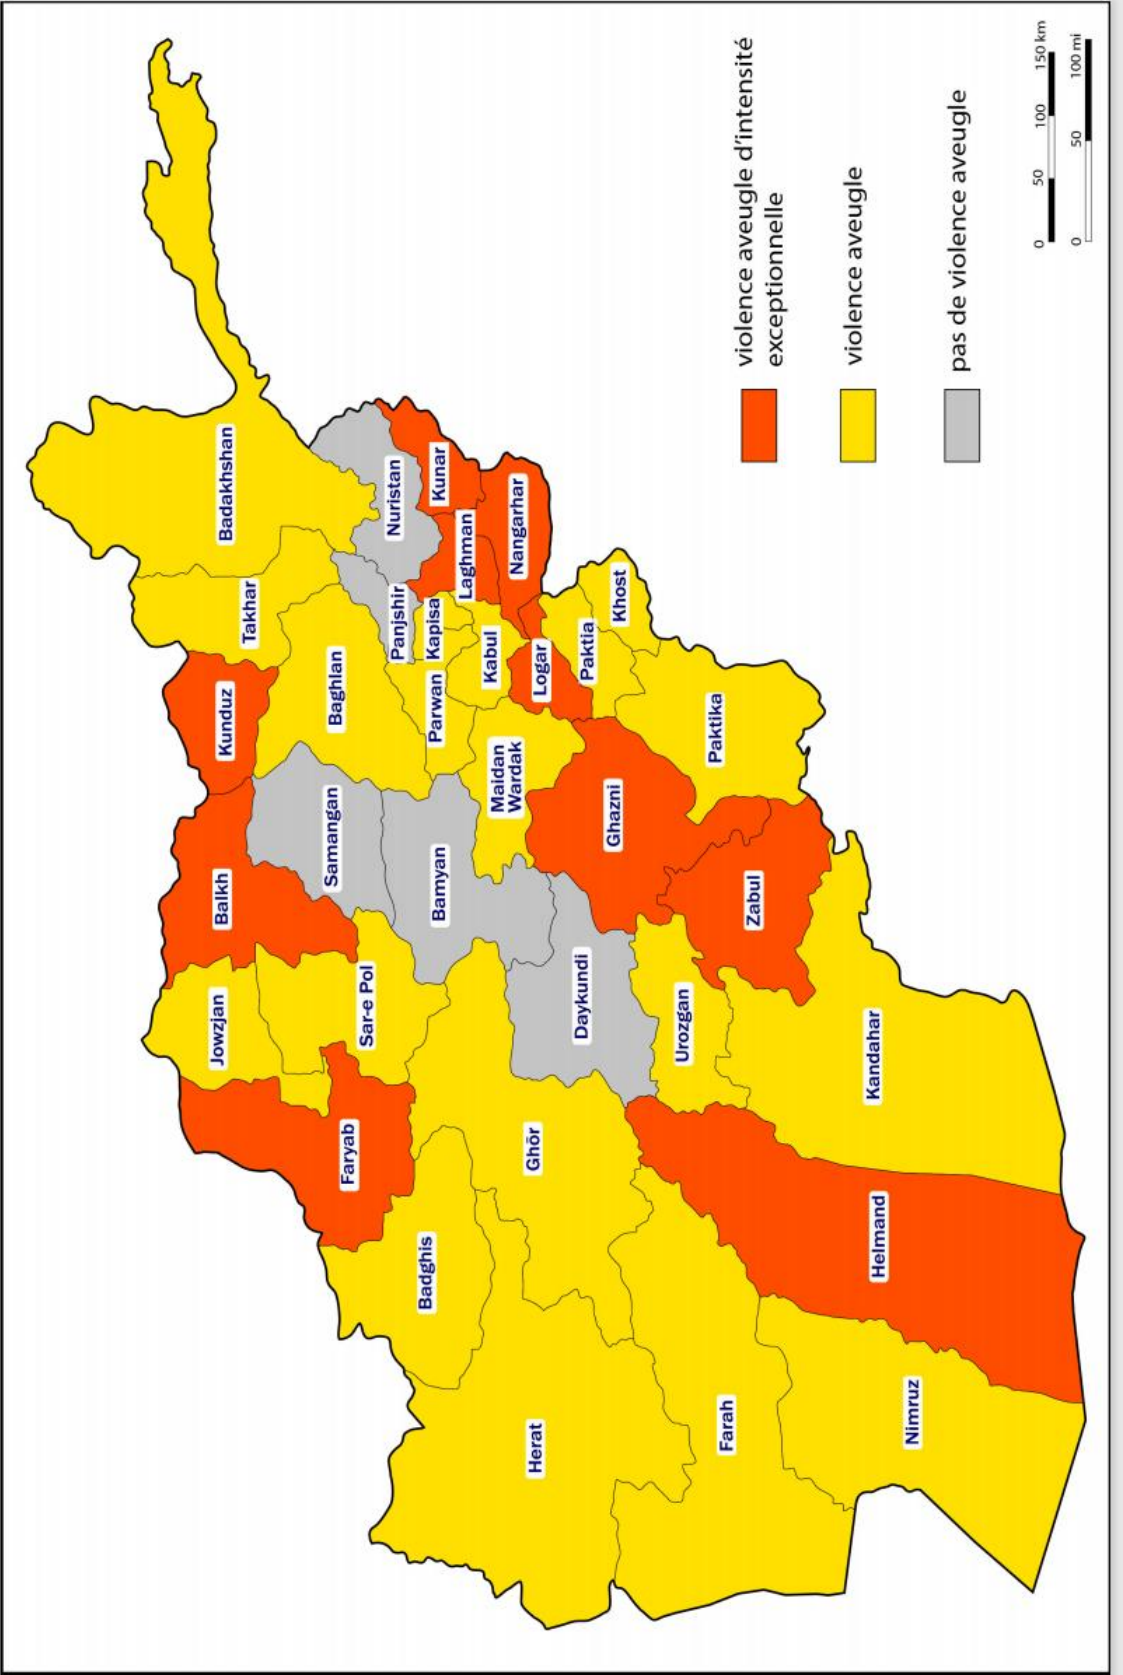 Badakhshan
Takhar
Kunduz
Balkh
Jowzjan
Faryab
Sar-e Pol
Samangan
Baghlan
Panjshir
Nuristan
Kunar
Laghman
Kapisa
Parwan
Bamyan
Badghis
Herat
Ghōr
Daykundi
Maidan
Wardak
Kabul
Logar
Nangarhar
Khost
Paktia
Ghazni
Paktika
Zabul
Urozgan
Farah
Nimruz
Helmand
Kandahar
violence aveugle d'intensité
exceptionnelle
violence aveugle
pas de violence aveugle
0 50 100 150 km
0 50 100 mi